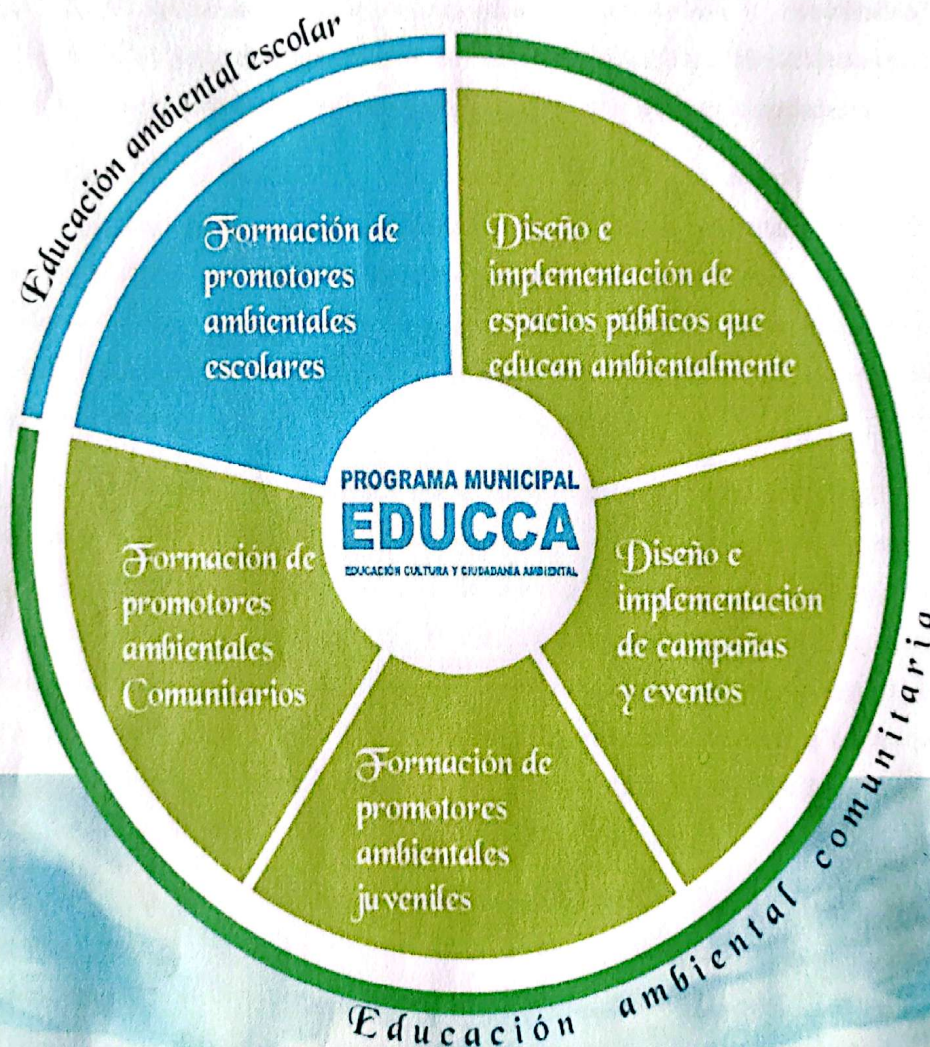 Educación ambiental escolar
Formación de
promotores
ambientales
escolares
Diseño e
implementación de
espacios públicos que
educan ambientalmente
PROGRAMA MUNICIPAL
EDUCCA
EDUCACIÓN CULTURA Y CIUDADANÍA AMBIENTAL
Formación de
promotores
ambientales
Comunitarios
Diseño e
implementación
de campañas
y eventos
Formación de
promotores
ambientales
juveniles
Educación ambiental comunitaria